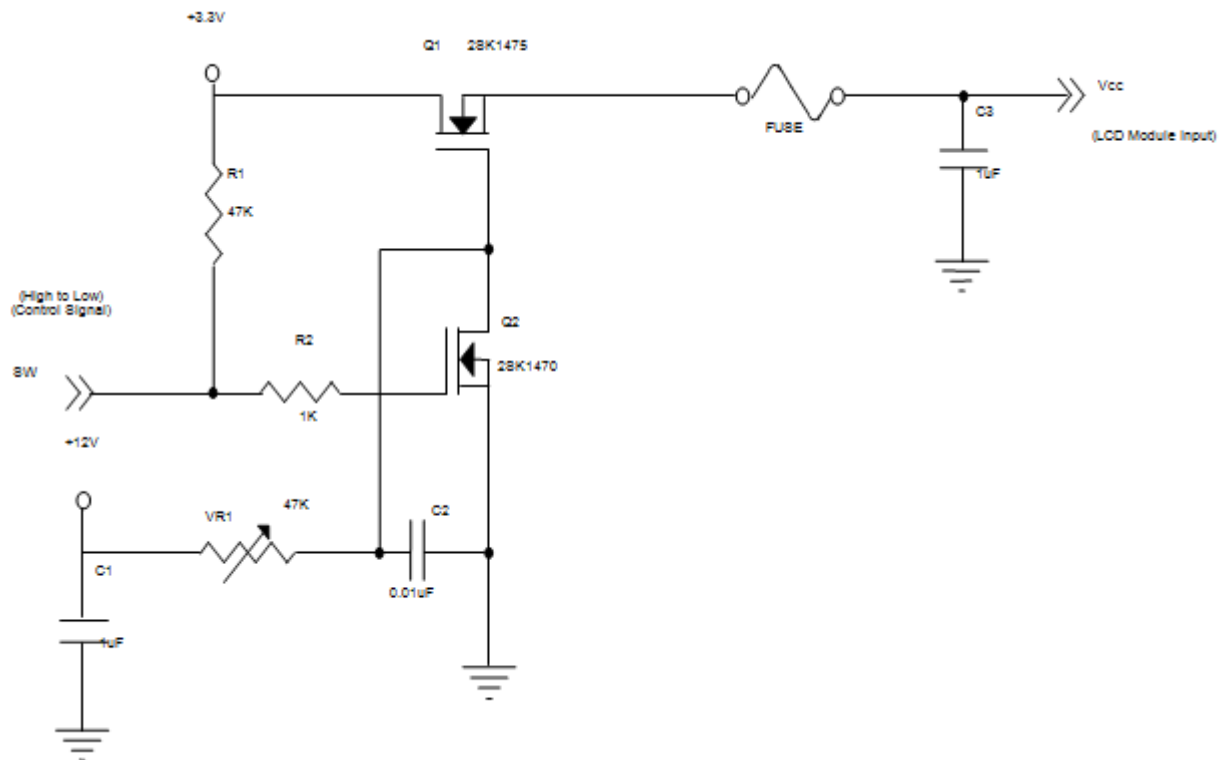 +3.3V
Q1 2SK1475
FUSE
C3
Vcc
(LCD Module Input)
1uF
R1
47K
(High to Low)
(Control Signal)
SW
R2
1K
Q2
2SK1470
+12V
VR1
47K
C2
0.01uF
C1
1uF